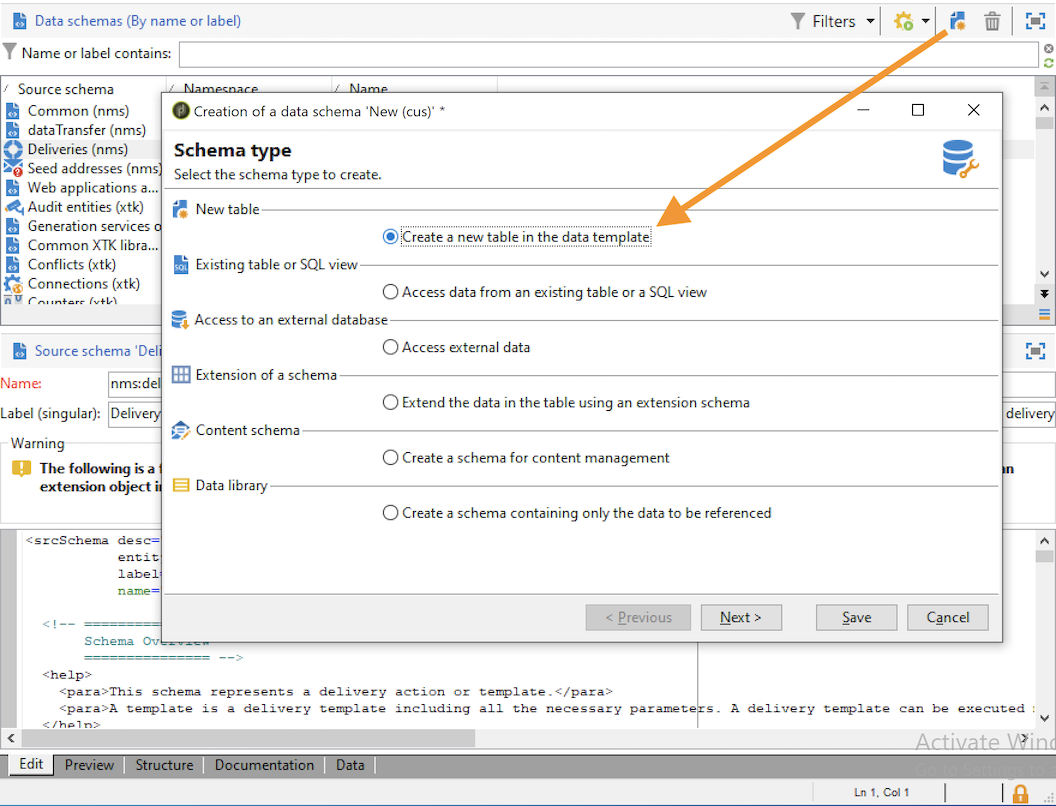 Data schemas (By name or label)
Filters
Name or label contains:
Source schema
Namespace
Name
Common (nms)
dataTransfer (nms)
Deliveries (nms)
Seed addresses (nms)
Web applications a...
Audit entities (xtk)
Generation services o
Common XTK libra...
Conflicts (xtk)
Connections (xtk)
Counters (xtk)
Creation of a data schema 'New (cus)' *
Schema type
Select the schema type to create.
New table
Create a new table in the data template
Existing table or SQL view
SQL
Access data from an existing table or a SQL view
Access to an external database
Access external data
Extension of a schema
Extend the data in the table using an extension schema
Content schema
Create a schema for content management
Data library
Create a schema containing only the data to be referenced
< Previous
Next >
Save
Cancel
Source schema 'Deli
Name:
nms:del
Label (singular):
Delivery
delivery
Warning
The following is a f
an
extension object in
<srcSchema desc=
entit
label=
name=
<!-- ===========
Schema Overview
=============== -->
<help>
<para>This schema represents a delivery action or template.</para>
<para>A template is a delivery template including all the necessary parameters. A delivery template can be executed
</help>
Activate Wind
Go to Settings to
Edit
Preview
Structure
Documentation
Data
Ln 1, Col 1